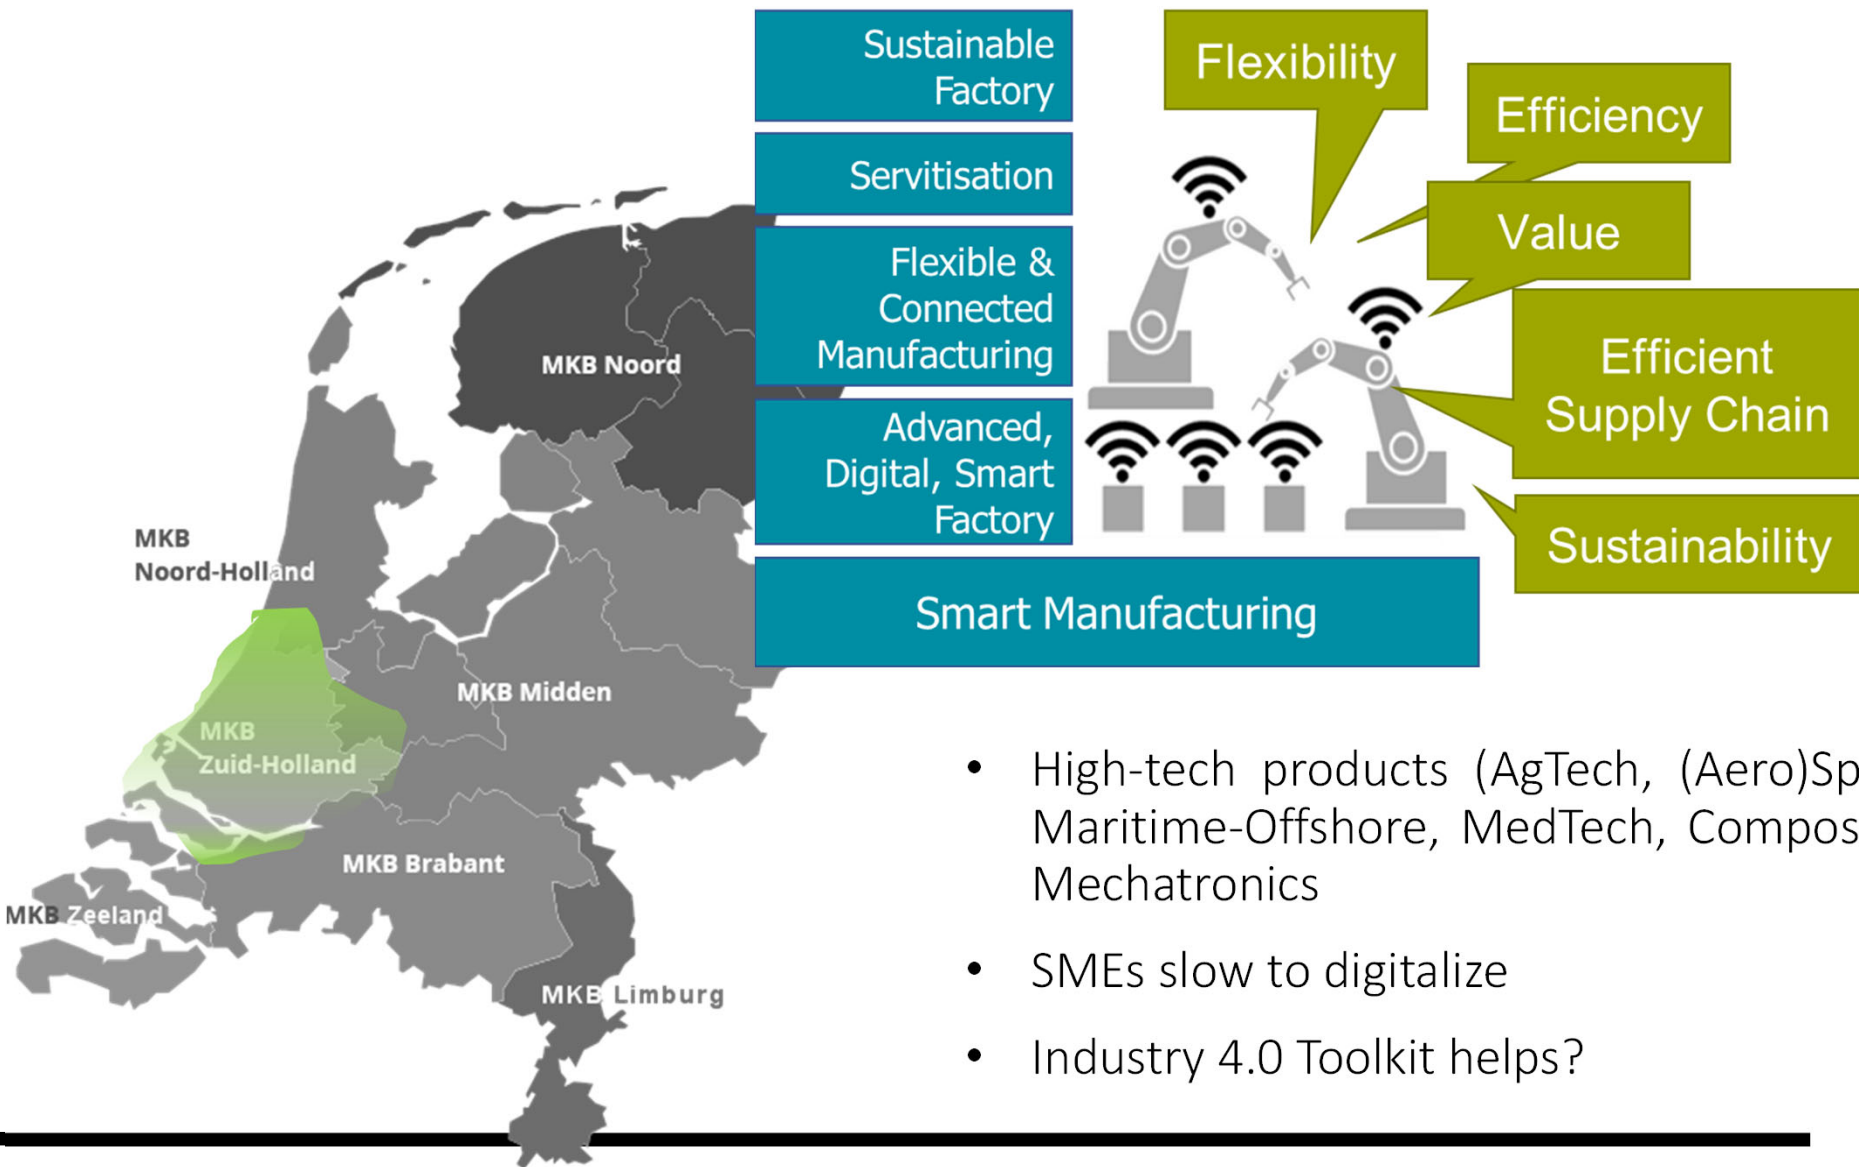 Sustainable
Factory
Servitisation
Flexible &
Connected
Manufacturing
Advanced,
Digital, Smart
Factory
Smart Manufacturing
Flexibility
Efficiency
Value
Efficient
Supply Chain
Sustainability
MKB Noord
MKB
Noord-Holland
MKB Midden
MKB
Zuid-Holland
MKB Brabant
MKB Zeeland
MKB Limburg
• High-tech products (AgTech, (Aero)Sp
Maritime-Offshore, MedTech, Compos
Mechatronics
• SMEs slow to digitalize
• Industry 4.0 Toolkit helps?